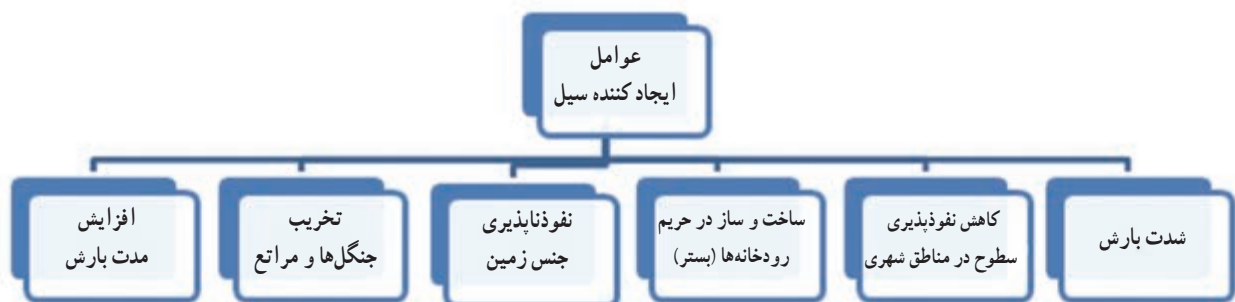 عوامل
ایجاد کننده سیل
شدت بارش
کاهش نفوذپذیری
سطوح در مناطق شهری
ساخت و ساز در حریم
رودخانه‌ها (بستر)
نفوذناپذیری
جنس زمین
تخریب
جنگل‌ها و مراتع
افزایش
مدت بارش